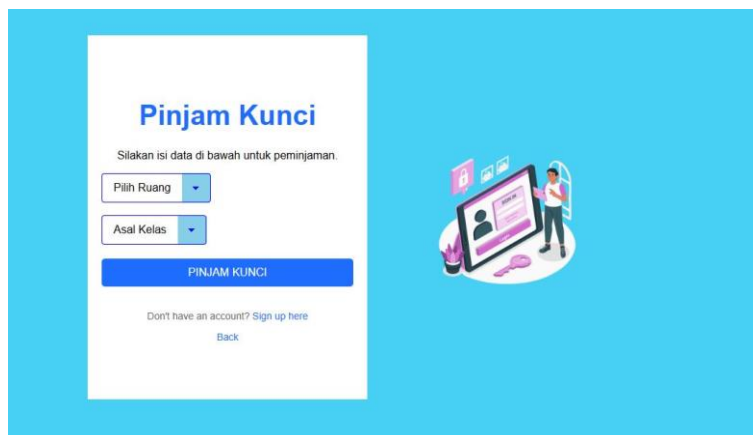 Pinjam Kunci
Silakan isi data di bawah untuk peminjaman.
Pilih Ruang
Asal Kelas
PINJAM KUNCI
Don't have an account? Sign up here
Back